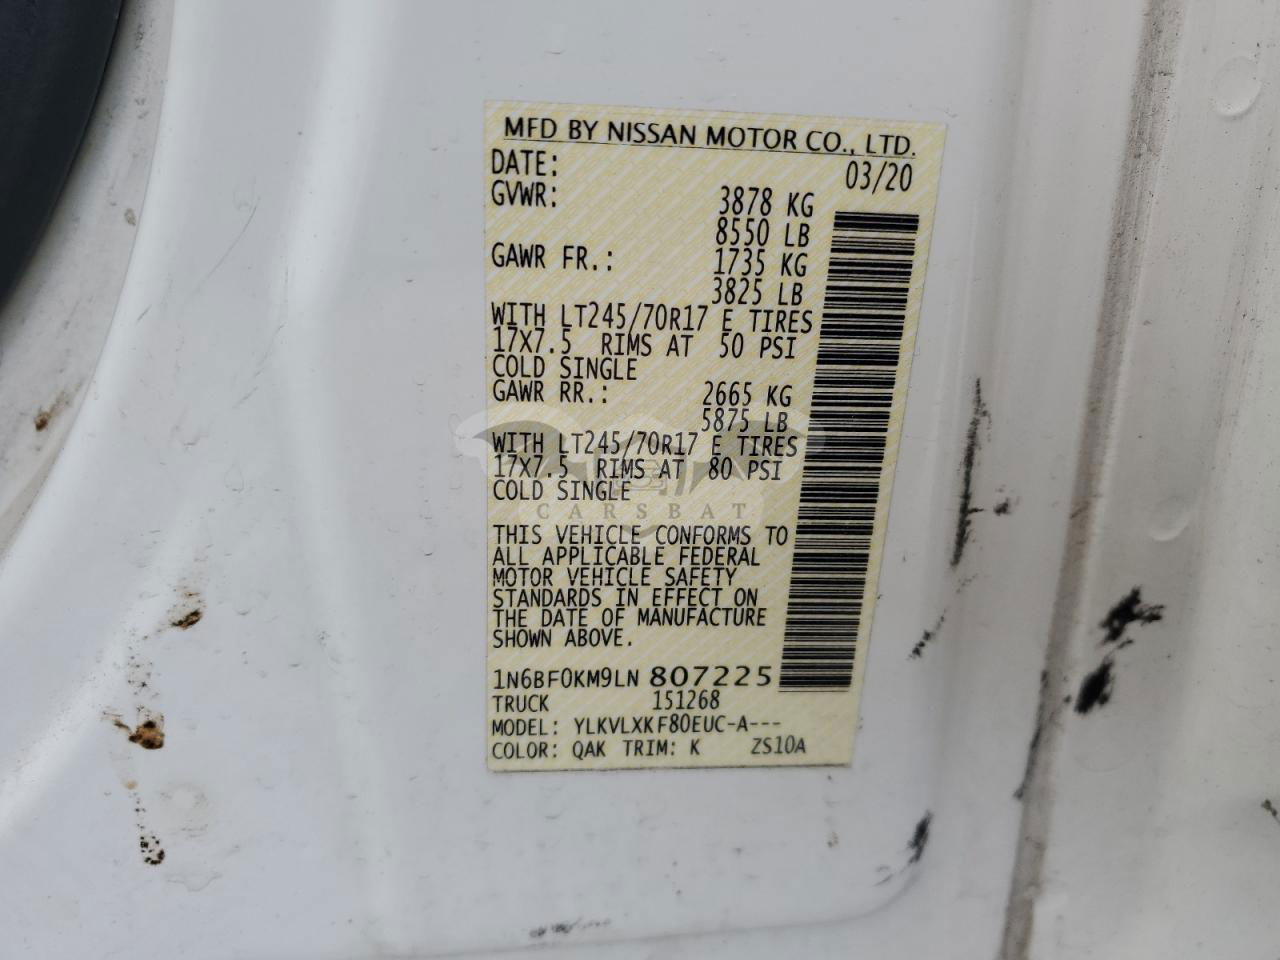 MFD BY NISSAN MOTOR CO., LTD.
DATE: 03/20
GVWR: 3878 KG
8550 LB
GAWR FR.: 1735 KG
3825 LB
WITH LT245/70R17 E TIRES
17X7.5 RIMS AT 50 PSI
COLD SINGLE
GAWR RR.: 2665 KG
5875 LB
WITH LT245/70R17 E TIRES
17X7.5 RIMS AT 80 PSI
COLD SINGLE
CARSBAT
THIS VEHICLE CONFORMS TO
ALL APPLICABLE FEDERAL
MOTOR VEHICLE SAFETY
STANDARDS IN EFFECT ON
THE DATE OF MANUFACTURE
SHOWN ABOVE.
1N6BF0KM9LN 807225
TRUCK 151268
MODEL: YLKVLXKF80EUC-A---
COLOR: QAK TRIM: K ZS10A